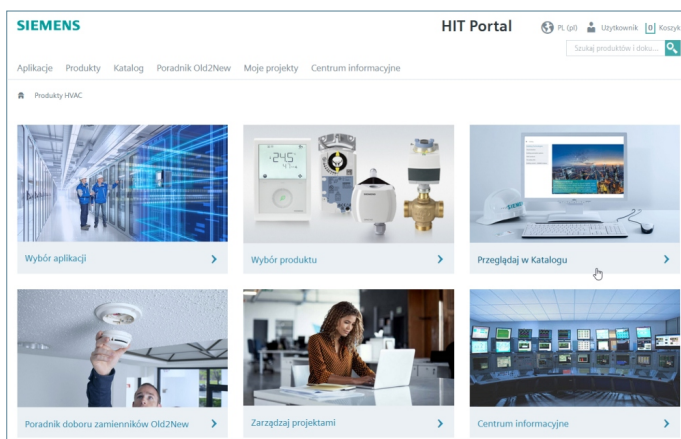 SIEMENS
HIT Portal
PL (pl) Użytkownik 0 Koszyk
Szukaj produktów i doku...
Aplikacje Produkty Katalog Poradnik Old2New Moje projekty Centrum informacyjne
Produkty HVAC
Wybór aplikacji
Wybór produktu
Przeglądaj w Katalogu
Poradnik doboru zamienników Old2New
Zarządzaj projektami
Centrum informacyjne